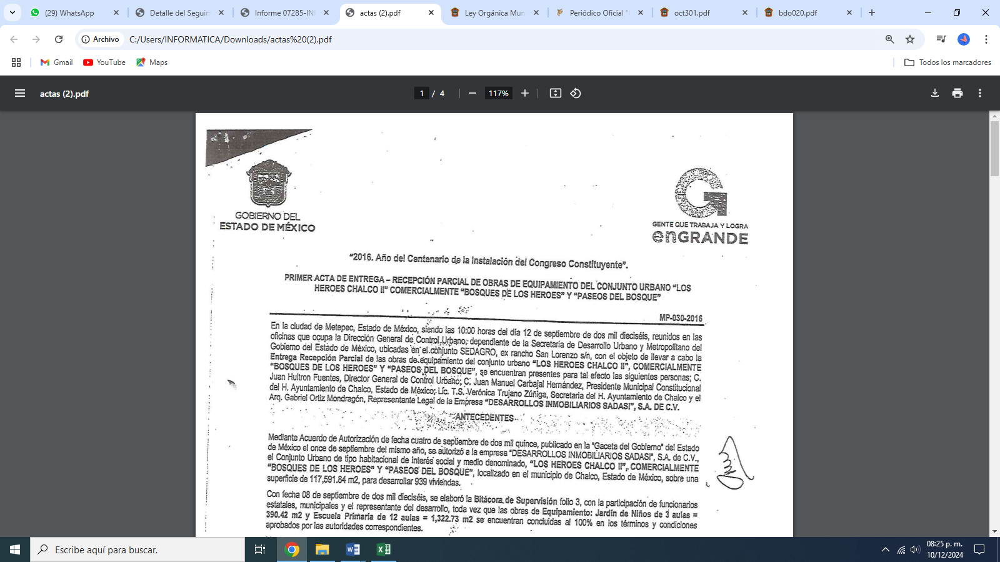 (29) WhatsApp
Detalle del Seguim
Informe 07285-INF
actas (2).pdf
Ley Orgánica Mun
Periódico Oficial "
oct301.pdf
bdo020.pdf
Archivo
C:/Users/INFORMATICA/Downloads/actas%20(2).pdf
Gmail
YouTube
Maps
Todos los marcadores
actas (2).pdf
1 / 4
117%
GOBIERNO DEL
ESTADO DE MÉXICO
GENTE QUE TRABAJA Y LOGRA
enGRANDE
"2016. Año del Centenario de la Instalación del Congreso Constituyente".
PRIMER ACTA DE ENTREGA – RECEPCIÓN PARCIAL DE OBRAS DE EQUIPAMIENTO DEL CONJUNTO URBANO "LOS
HEROES CHALCO II" COMERCIALMENTE "BOSQUES DE LOS HEROES" Y "PASEOS DEL BOSQUE"
MP-030-2016
En la ciudad de Metepec, Estado de México, siendo las 10:00 horas del día 12 de septiembre de dos mil dieciséis, reunidos en las
oficinas que ocupa la Dirección General de Control Urbano; dependiente de la Secretaria de Desarrollo Urbano y Metropolitano del
Gobierno del Estado de México, ubicadas en el conjunto SEDAGRO, ex rancho San Lorenzo s/n, con el objeto de llevar a cabo la
Entrega Recepción Parcial de las obras de equipamiento del conjunto urbano "LOS HEROES CHALCO II", COMERCIALMENTE
"BOSQUES DE LOS HEROES" Y "PASEOS DEL BOSQUE", se encuentran presentes para tal efecto las siguientes personas; C.
Juan Huitron Fuentes, Director General de Control Urbano; C. Juan Manuel Carbajal Hernández, Presidente Municipal Constitucional
del H. Ayuntamiento de Chalco, Estado de México; Lic. T.S. Verónica Trujano Zúñiga, Secretaria del H. Ayuntamiento de Chalco y el
Arq. Gabriel Ortiz Mondragón, Representante Legal de la Empresa "DESARROLLOS INMOBILIARIOS SADASI", S.A. DE C.V.
ANTECEDENTES
Mediante Acuerdo de Autorización de fecha cuatro de septiembre de dos mil quince, publicado en la "Gaceta del Gobierno" del Estado
de México el once de septiembre del mismo año, se autorizó a la empresa "DESARROLLOS INMOBILIARIOS SADASI", S.A. de C.V.,
el Conjunto Urbano de tipo habitacional de interés social y medio denominado, "LOS HEROES CHALCO II", COMERCIALMENTE
"BOSQUES DE LOS HEROES" Y "PASEOS DEL BOSQUE", localizado en el municipio de Chalco, Estado de México, sobre una
superficie de 117,591.84 m2, para desarrollar 939 viviendas.
Con fecha 08 de septiembre de dos mil dieciséis, se elaboró la Bitácora de Supervisión folio 3, con la participación de funcionarios
estatales, municipales y el representante del desarrollo, toda vez que las obras de Equipamiento: Jardín de Niños de 3 aulas =
390.42 m2 y Escuela Primaria de 12 aulas = 1,322.73 m2 se encuentran concluidas al 100% en los términos y condiciones
aprobados por las autoridades correspondientes.
Escribe aquí para buscar.
08:25 p. m.
10/12/2024